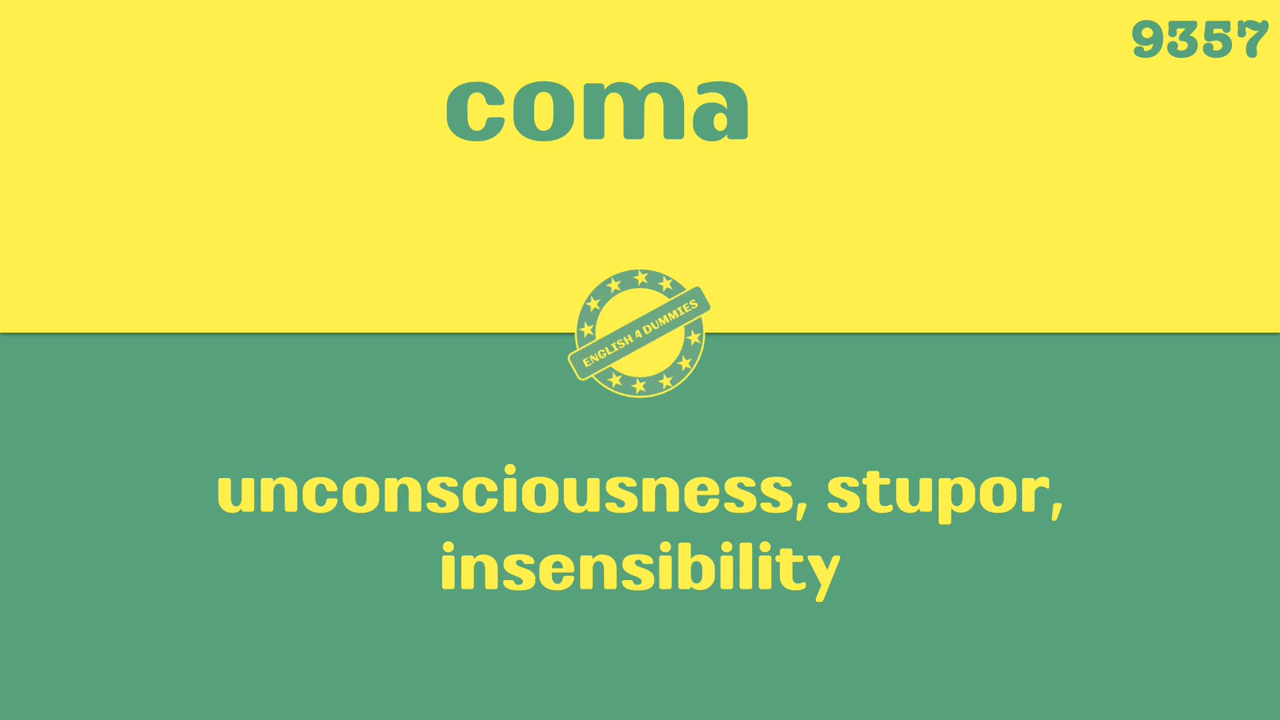 9357
coma
ENGLISH 4 DUMMIES
unconsciousness, stupor,
insensibility